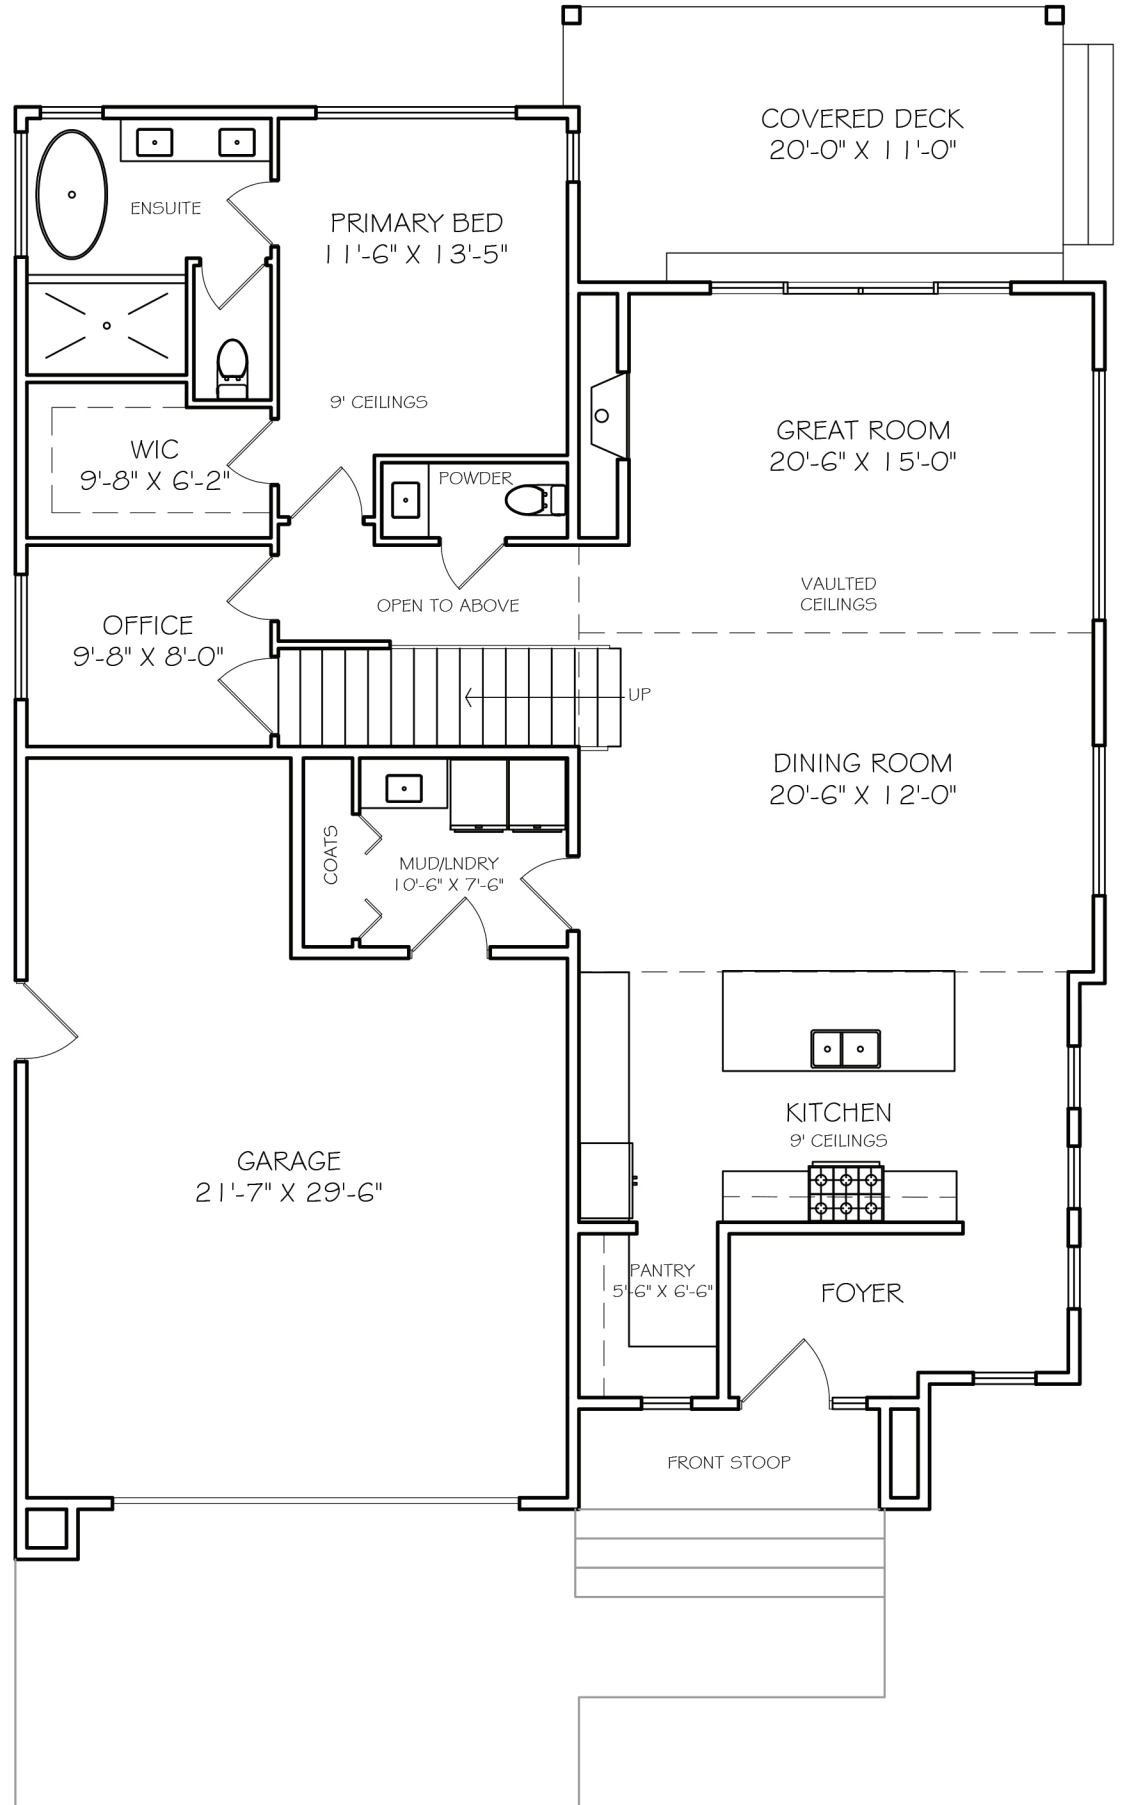 COVERED DECK
20'-0" X 11'-0"
ENSUITE
PRIMARY BED
11'-6" X 13'-5"
9' CEILINGS
WIC
9'-8" X 6'-2"
POWDER
GREAT ROOM
20'-6" X 15'-0"
VAULTED
CEILINGS
OPEN TO ABOVE
OFFICE
9'-8" X 8'-0"
UP
DINING ROOM
20'-6" X 12'-0"
COATS
MUD/LNDRY
10'-6" X 7'-6"
KITCHEN
9' CEILINGS
GARAGE
21'-7" X 29'-6"
PANTRY
5'-6" X 6'-6"
FOYER
FRONT STOOP